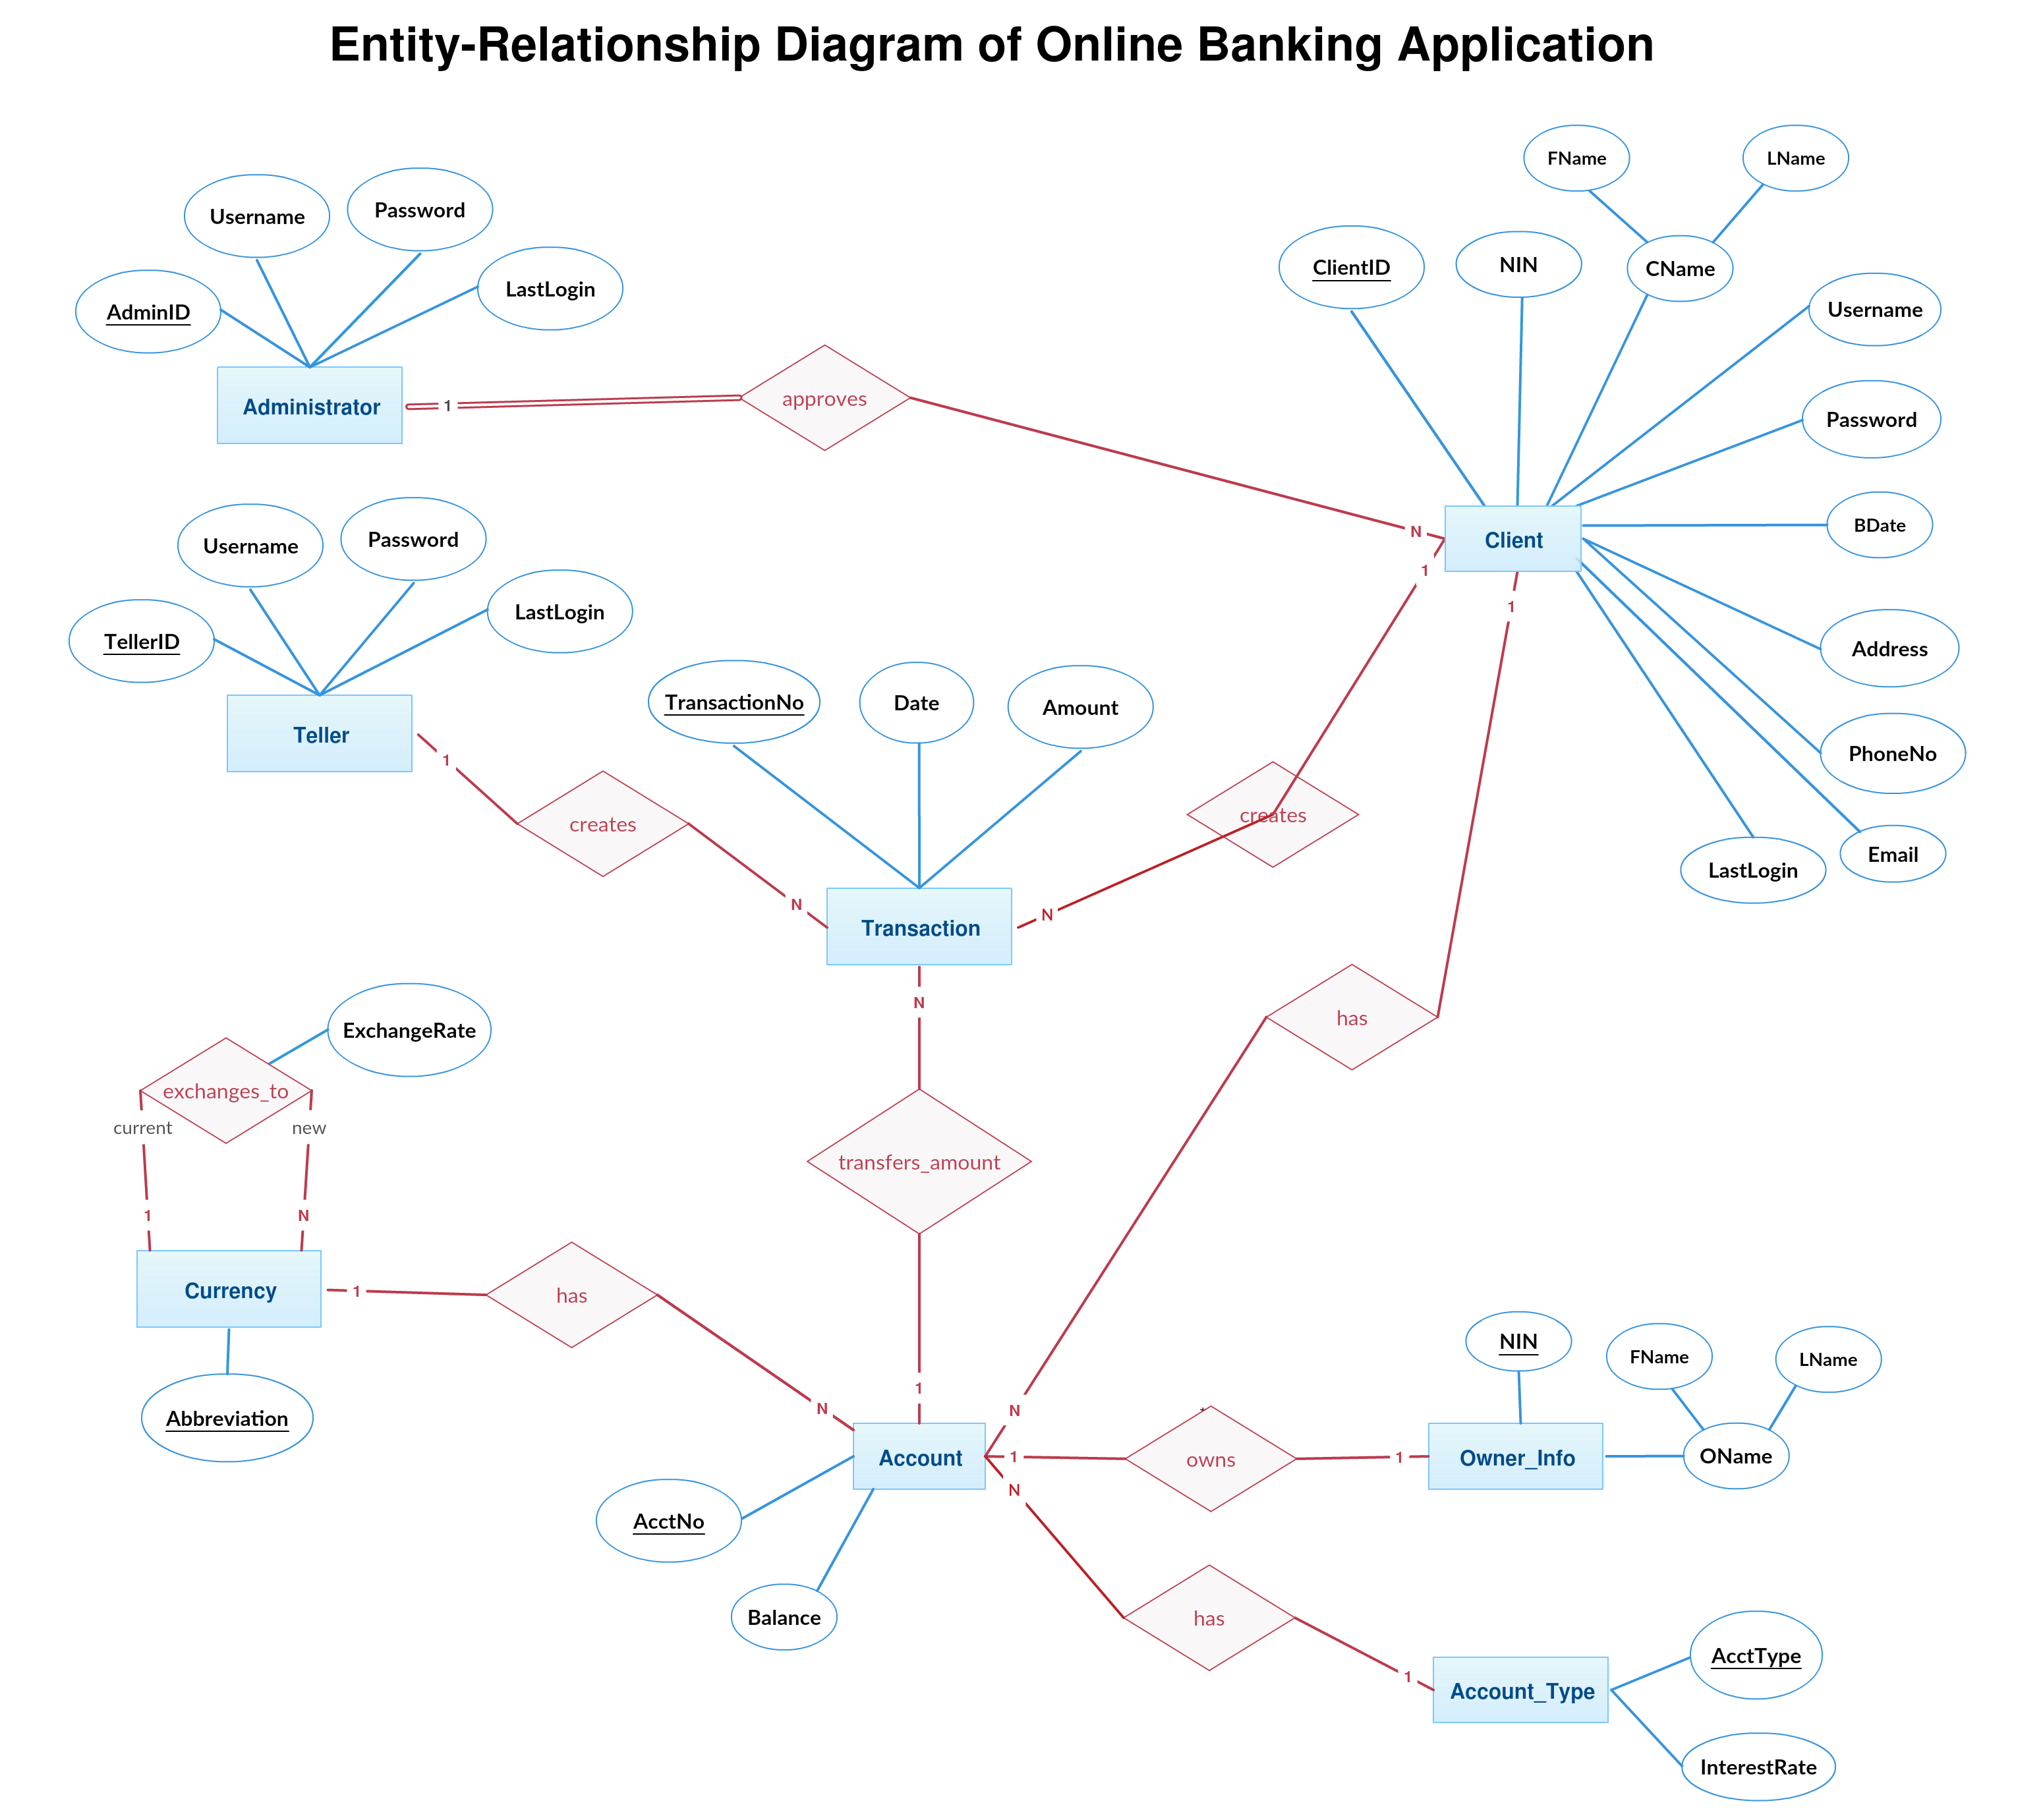 Entity-Relationship Diagram of Online Banking Application
FName
LName
Username
Password
ClientID
NIN
CName
AdminID
LastLogin
Username
Administrator
1
approves
Password
N
Client
BDate
1
1
Username
Password
TellerID
LastLogin
Address
Teller
1
TransactionNo
Date
Amount
PhoneNo
creates
creates
N
Email
LastLogin
Transaction
N
N
ExchangeRate
has
exchanges_to
current
new
transfers_amount
1
N
Currency
1
has
1
N
N
NIN
FName
LName
Abbreviation
Account
1
owns
1
Owner_Info
OName
N
AcctNo
Balance
has
1
Account_Type
AcctType
InterestRate